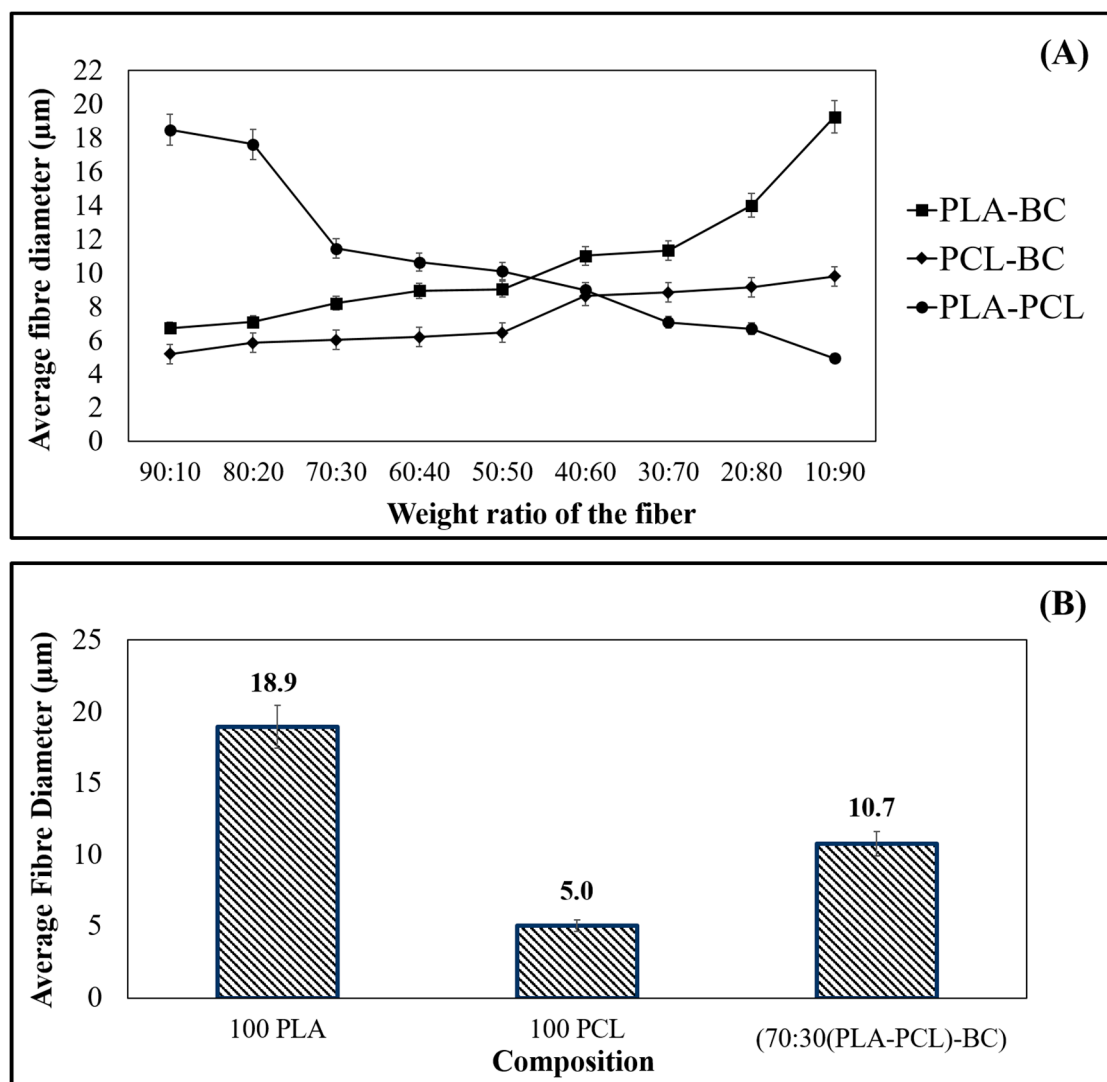 (A)
Average fibre diameter (µm)
22
20
18
16
14
12
10
8
6
4
2
0
90:10 80:20 70:30 60:40 50:50 40:60 30:70 20:80 10:90
Weight ratio of the fiber
PLA-BC
PCL-BC
PLA-PCL
(B)
Average Fibre Diameter (µm)
25
20
15
10
5
0
18.9
5.0
10.7
100 PLA 100 PCL (70:30(PLA-PCL)-BC)
Composition